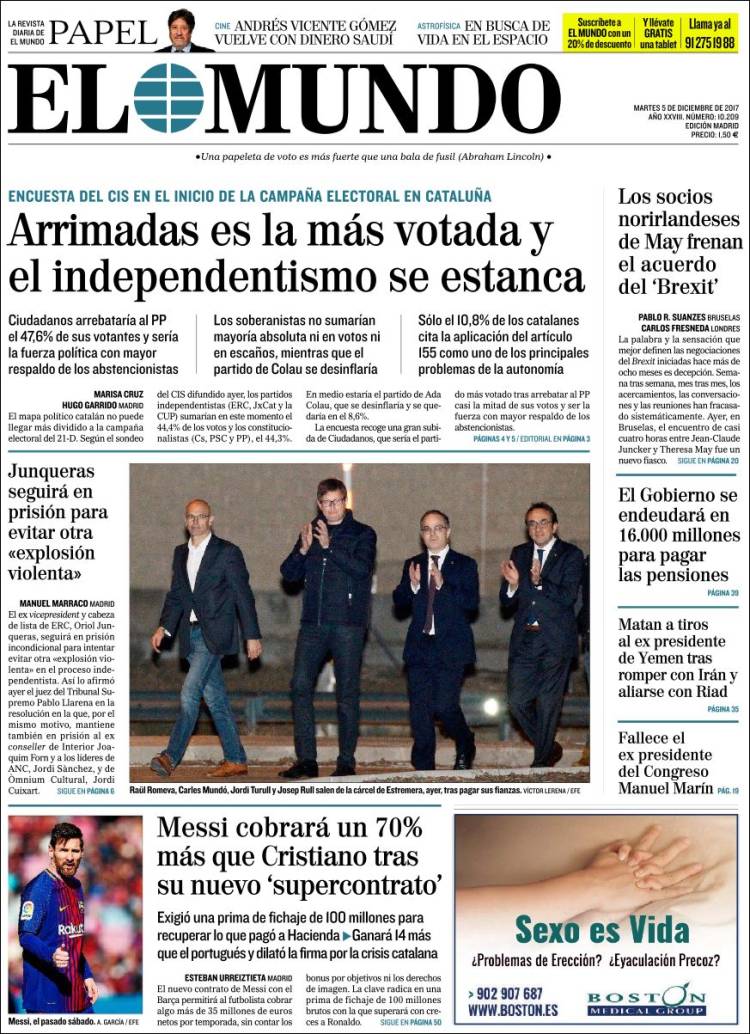 LA REVISTA
DIARIA DE
EL MUNDO
PAPEL
CINE ANDRÉS VICENTE GÓMEZ
VUELVE CON DINERO SAUDÍ
ASTROFÍSICA EN BUSCA DE
VIDA EN EL ESPACIO
Suscríbete a
EL MUNDO con un
20% de descuento
Y llévate
GRATIS
una tablet
Llama ya al
91 275 19 88
EL MUNDO
MARTES 5 DE DICIEMBRE DE 2017
AÑO XXVIII. NÚMERO: 10.209
EDICIÓN MADRID
PRECIO: 1,50 €
• Una papeleta de voto es más fuerte que una bala de fusil (Abraham Lincoln) •
ENCUESTA DEL CIS EN EL INICIO DE LA CAMPAÑA ELECTORAL EN CATALUÑA
Arrimadas es la más votada y
el independentismo se estanca
Ciudadanos arrebataría al PP
el 47,6% de sus votantes y sería
la fuerza política con mayor
respaldo de los abstencionistas
Los soberanistas no sumarían
mayoría absoluta ni en votos ni
en escaños, mientras que el
partido de Colau se desinflaría
Sólo el 10,8% de los catalanes
cita la aplicación del artículo
155 como uno de los principales
problemas de la autonomía
MARISA CRUZ
HUGO GARRIDO MADRID
El mapa político catalán no puede
llegar más dividido a la campaña
electoral del 21-D. Según el sondeo
del CIS difundido ayer, los partidos
independentistas (ERC, JxCat y la
CUP) sumarian en este momento el
44,4% de los votos y los constitucio-
nalistas (Cs, PSC y PP), el 44,3%.
En medio estaría el partido de Ada
Colau, que se desinflaría y se que-
daría en el 8,6%.
La encuesta recoge una gran subi-
da de Ciudadanos, que sería el parti-
do más votado tras arrebatar al PP
casi la mitad de sus votos y ser la
fuerza con mayor respaldo de los
abstencionistas.
PÁGINAS 4 Y 5 / EDITORIAL EN PÁGINA 3
Los socios
norirlandeses
de May frenan
el acuerdo
del ‘Brexit’
PABLO R. SUANZES BRUSELAS
CARLOS FRESNEDA LONDRES
La palabra y la sensación que
mejor definen las negociaciones
del Brexit iniciadas hace más de
ocho meses es decepción. Sema-
na tras semana, mes tras mes, los
acercamientos, las conversacio-
nes y las reuniones han fracasa-
do sistemáticamente. Ayer, en
Bruselas, el encuentro de casi
cuatro horas entre Jean-Claude
Juncker y Theresa May fue un
nuevo fiasco. SIGUE EN PÁGINA 20
El Gobierno se
endeudará en
16.000 millones
para pagar
las pensiones
PÁGINA 39
Matan a tiros
al ex presidente
de Yemen tras
romper con Irán y
aliarse con Riad
PÁGINA 35
Fallece el
ex presidente
del Congreso
Manuel Marín PÁG. 19
Junqueras
seguirá en
prisión para
evitar otra
«explosión
violenta»
MANUEL MARRACO MADRID
El ex vicepresident y cabeza
de lista de ERC, Oriol Jun-
queras, seguirá en prisión
incondicional para intentar
evitar otra «explosión vio-
lenta» en el proceso inde-
pendentista. Así lo afirmó
ayer el juez del Tribunal Su-
premo Pablo Llarena en la
resolución en la que, por el
mismo motivo, mantiene
también en prisión al ex
conseller de Interior Joa-
quim Forn y a los líderes de
ANC, Jordi Sànchez, y de
Òmnium Cultural, Jordi
Cuixart. SIGUE EN PÁGINA 6
Raül Romeva, Carles Mundó, Jordi Turull y Josep Rull salen de la cárcel de Estremera, ayer, tras pagar sus fianzas. VÍCTOR LERENA / EFE
Rakuten
Messi, el pasado sábado. A. GARCÍA / EFE
Messi cobrará un 70%
más que Cristiano tras
su nuevo ‘supercontrato’
Exigió una prima de fichaje de 100 millones para
recuperar lo que pagó a Hacienda ▶ Ganará 14 más
que el portugués y dilató la firma por la crisis catalana
ESTEBAN URREIZTIETA MADRID
El nuevo contrato de Messi con el
Barça permitirá al futbolista cobrar
algo más de 35 millones de euros
netos por temporada, sin contar los
bonus por objetivos ni los derechos
de imagen. La clave radica en una
prima de fichaje de 100 millones
brutos con la que superará con cre-
ces a Ronaldo. SIGUE EN PÁGINA 50
Sexo es Vida
¿Problemas de Erección? ¿Eyaculación Precoz?
> 902 907 687
WWW.BOSTON.ES
BOSTON
MEDICAL GROUP